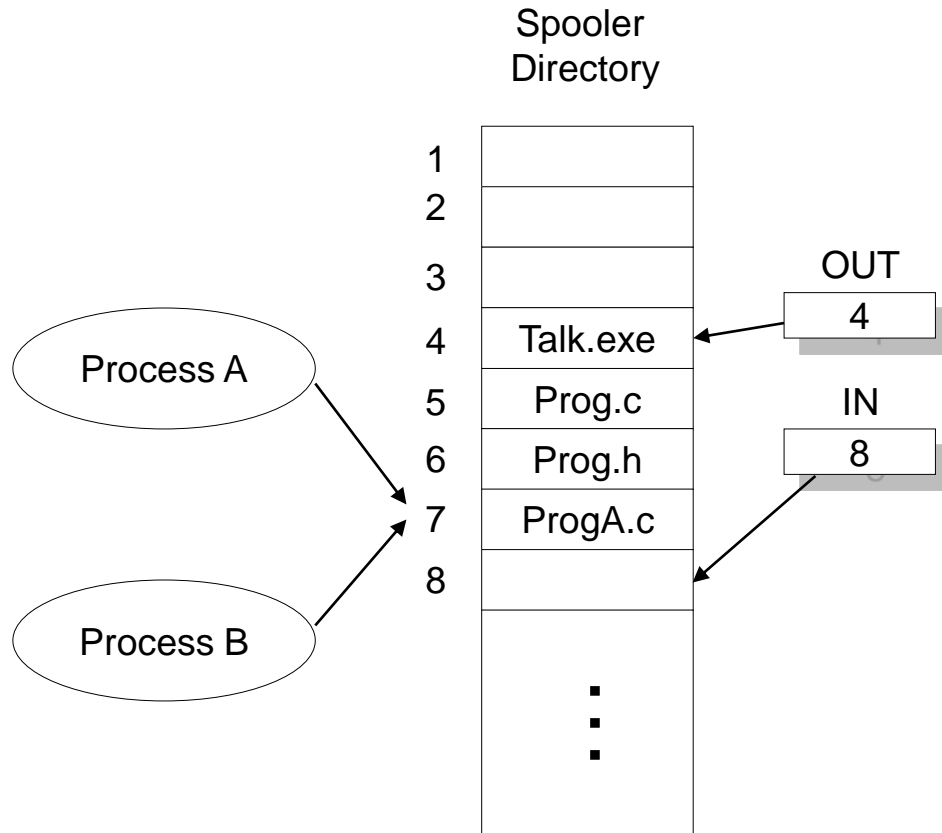 Spooler
Directory
1
2
3
OUT
4
4 Talk.exe
Process A
5 Prog.c
IN
6 Prog.h
8
7 ProgA.c
8
Process B